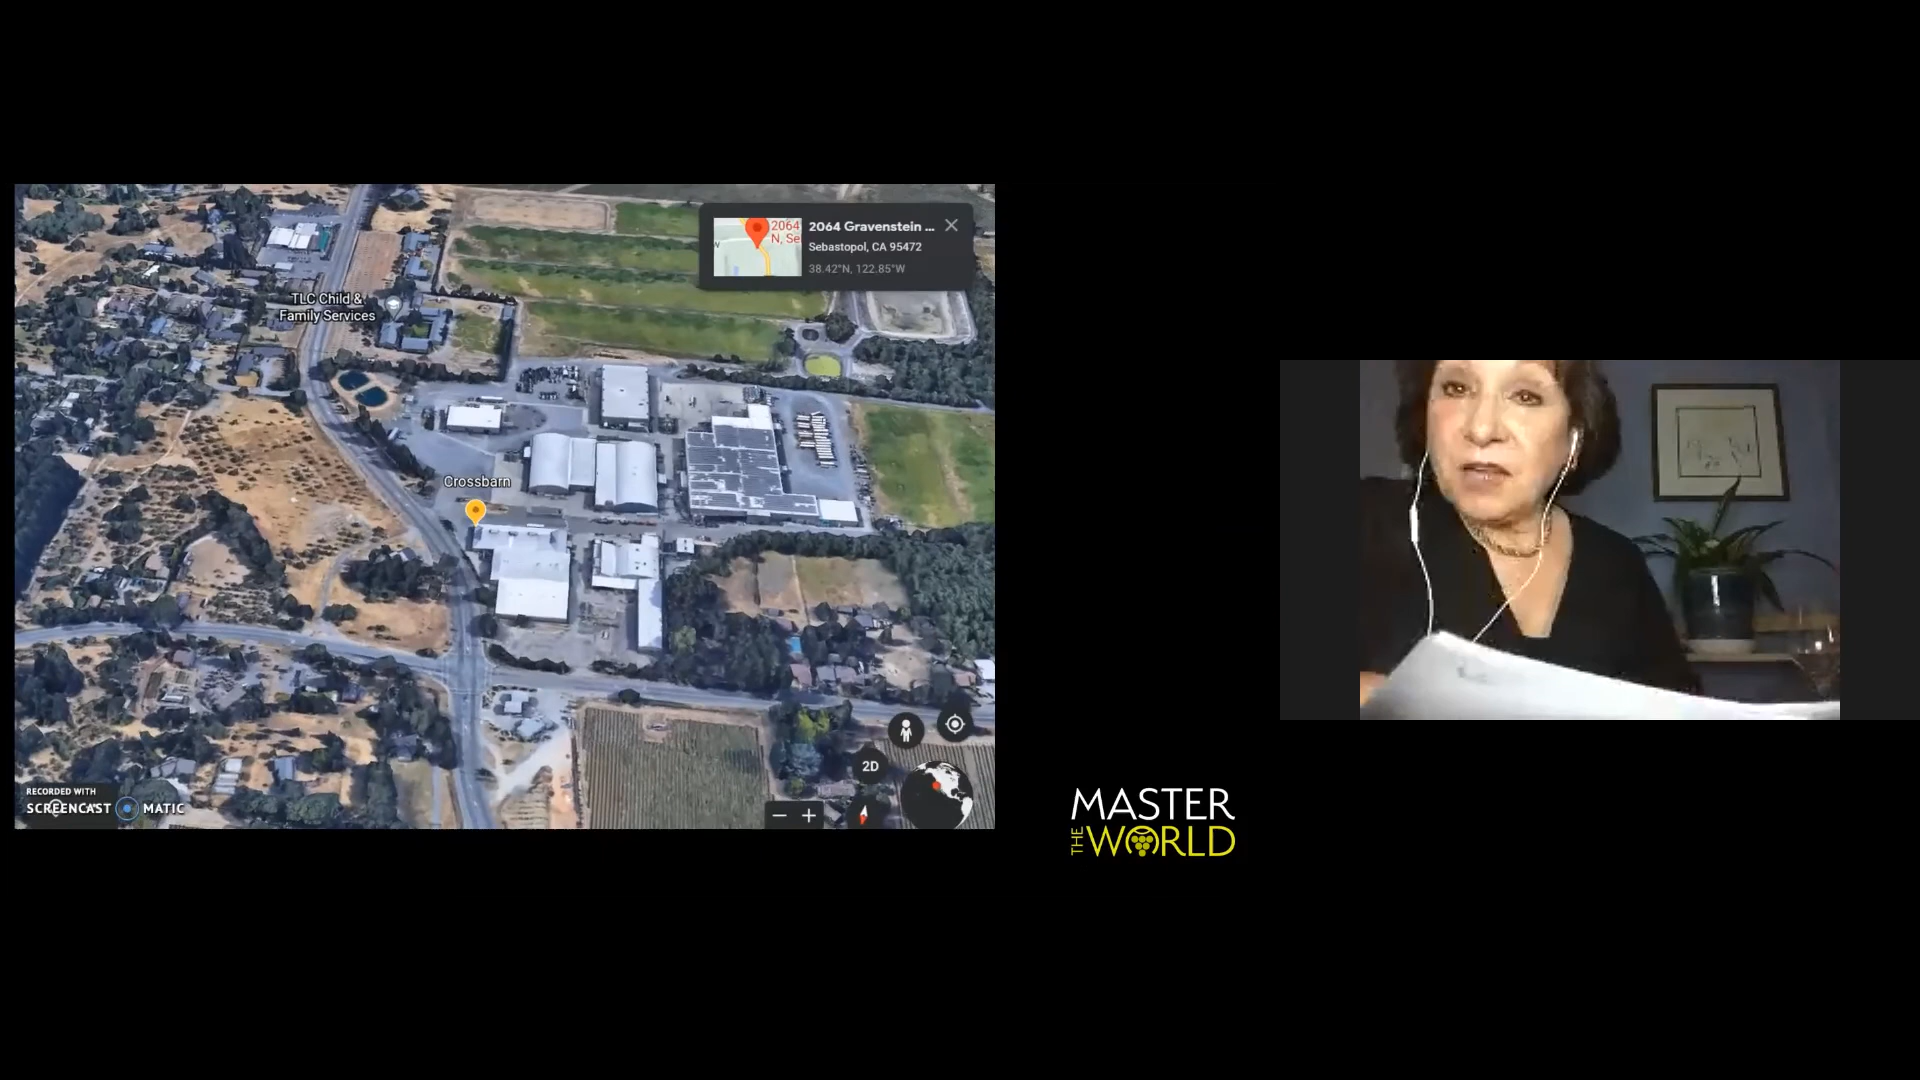 2064 Gravenstein ...
Sebastopol, CA 95472
38.42°N, 122.85°W
2064
N, Se
W
TLC Child &
Family Services
Crossbarn
2D
RECORDED WITH
SCREENCAST MATIC
MASTER
THE WORLD